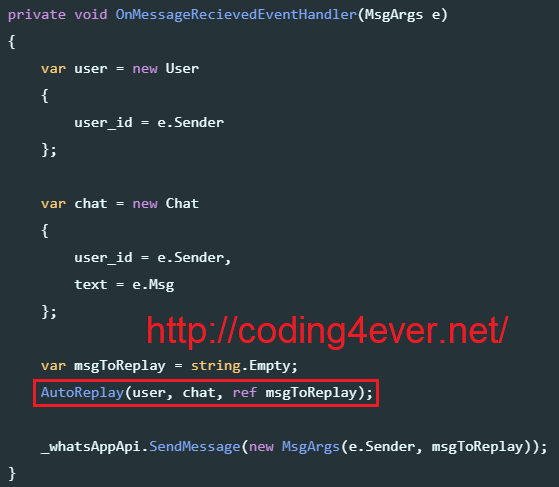 private void OnMessageRecievedEventHandler(MsgArgs e)
{
    var user = new User
    {
        user_id = e.Sender
    };
    var chat = new Chat
    {
        user_id = e.Sender,
        text = e.Msg
    };
http://coding4ever.net/
    var msgToReplay = string.Empty;
    AutoReplay(user, chat, ref msgToReplay);
    _whatsAppApi.SendMessage(new MsgArgs(e.Sender, msgToReplay));
}